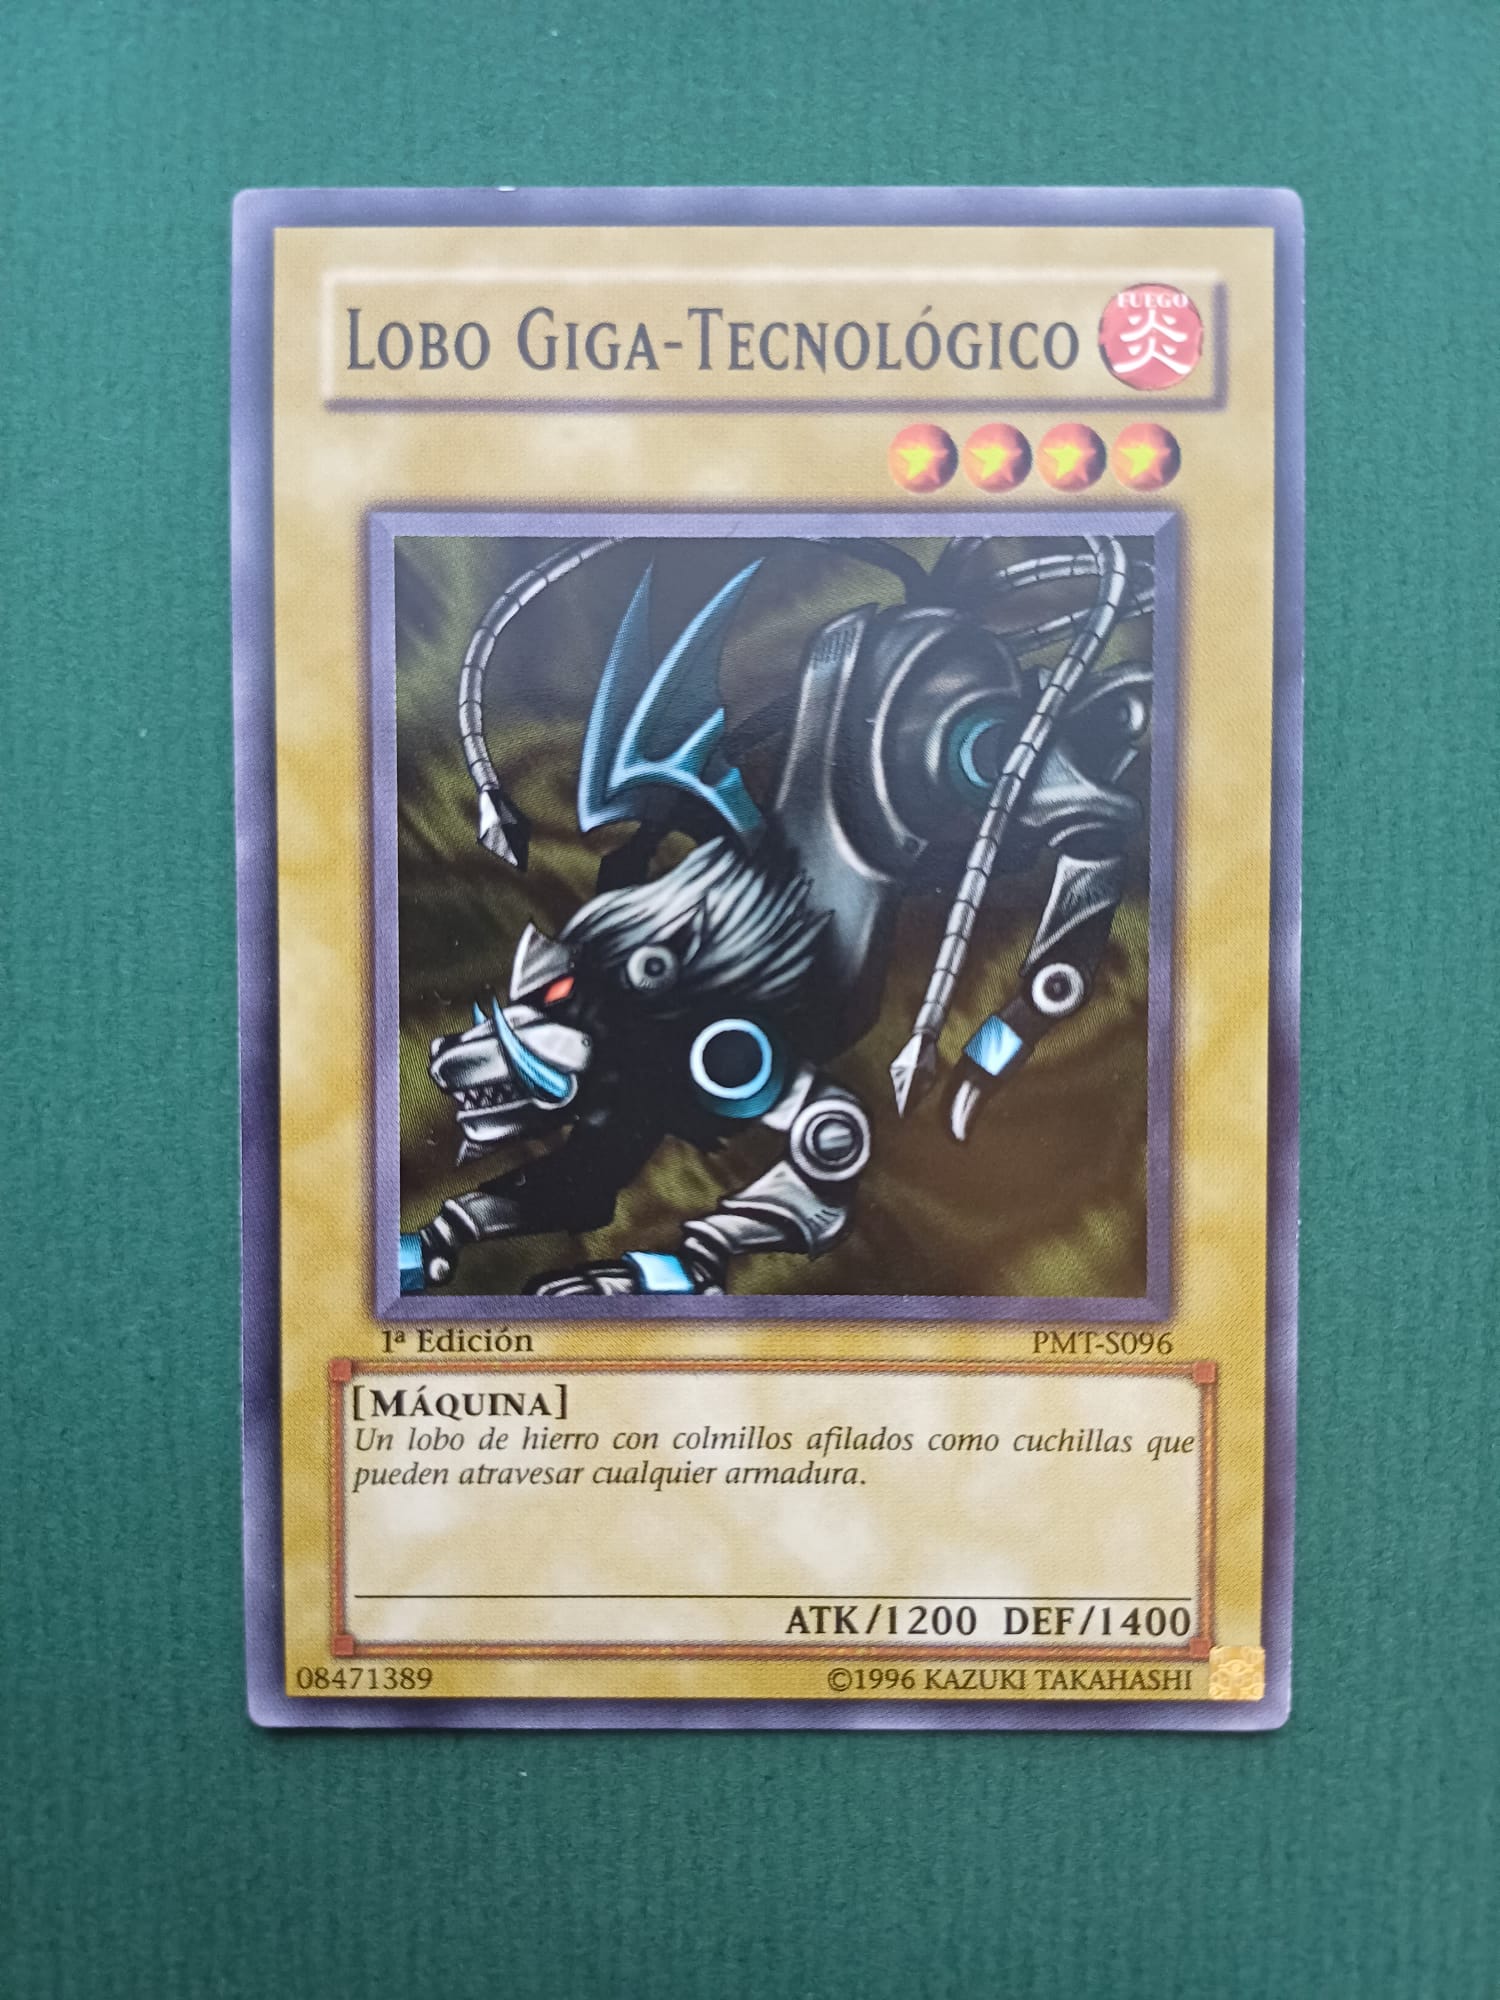 LOBO GIGA-TECNOLÓGICO
FUEGO
炎
1ª Edición
PMT-S096
[MÁQUINA]
Un lobo de hierro con colmillos afilados como cuchillas que
pueden atravesar cualquier armadura.
ATK/1200 DEF/1400
08471389
©1996 KAZUKI TAKAHASHI